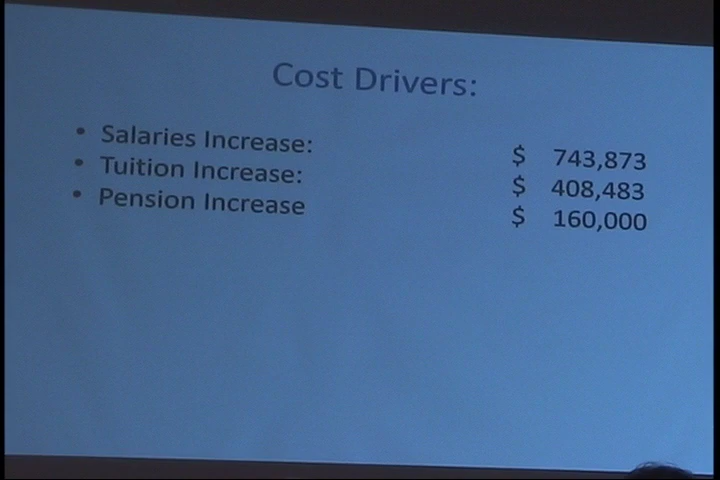 Cost Drivers:
• Salaries Increase: $ 743,873
• Tuition Increase: $ 408,483
• Pension Increase $ 160,000